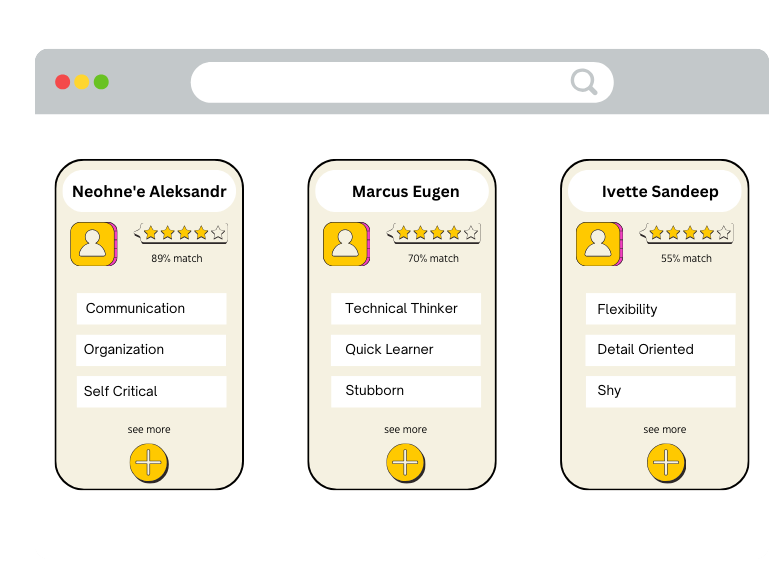 Neohne'e Aleksandr
89% match
Communication
Organization
Self Critical
see more
Marcus Eugen
70% match
Technical Thinker
Quick Learner
Stubborn
see more
Ivette Sandeep
55% match
Flexibility
Detail Oriented
Shy
see more